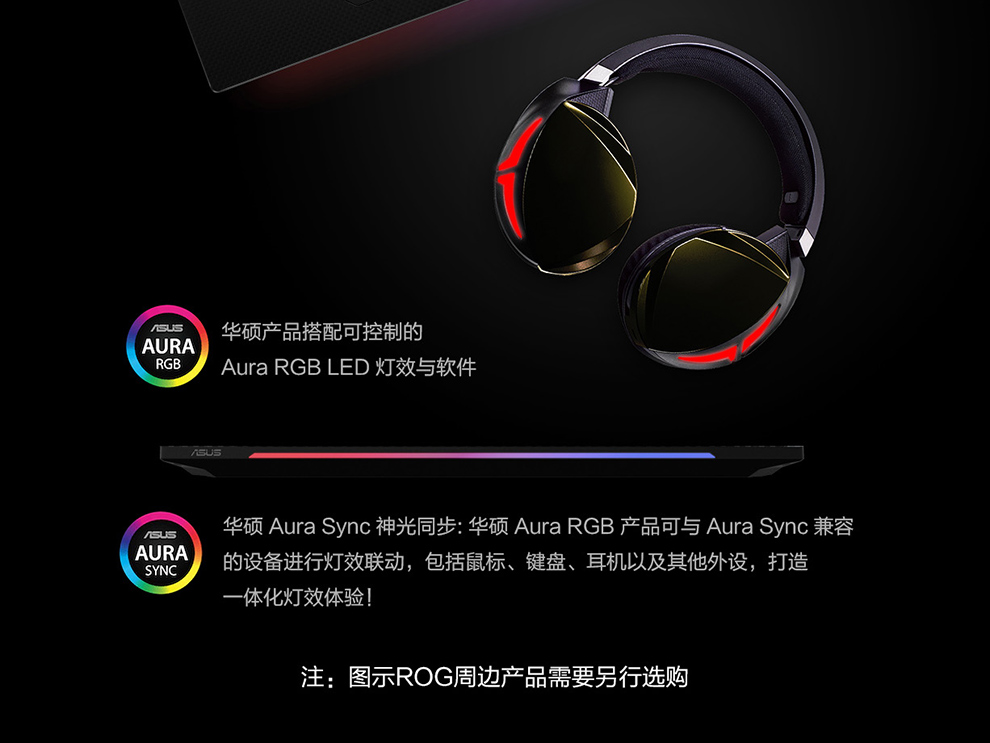 ASUS
AURA
RGB
华硕产品搭配可控制的
Aura RGB LED 灯效与软件
ASUS
ASUS
AURA
SYNC
华硕 Aura Sync 神光同步: 华硕 Aura RGB 产品可与 Aura Sync 兼容
的设备进行灯效联动，包括鼠标、键盘、耳机以及其他外设，打造
一体化灯效体验！
注：图示ROG周边产品需要另行选购